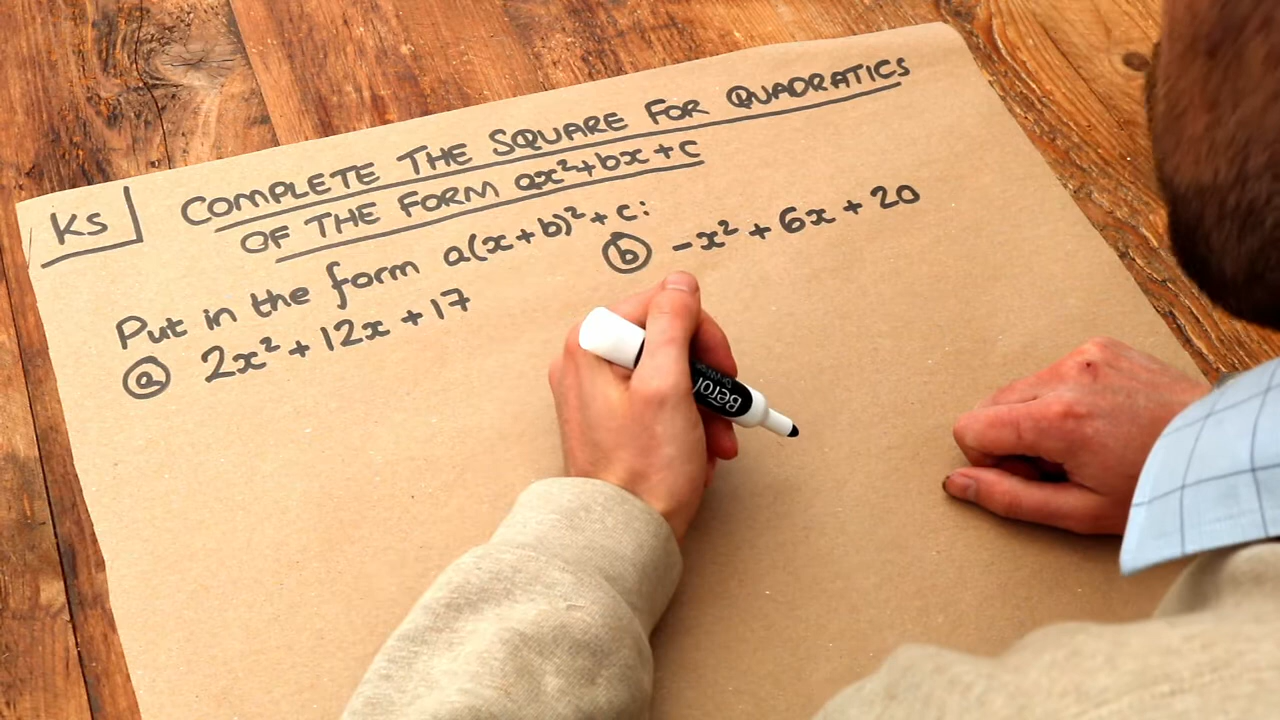 KS
COMPLETE THE SQUARE FOR QUADRATICS
OF THE FORM ax²+bx+c
Put in the form a(x+b)²+c:
ⓐ 2x²+12x+17
ⓑ -x²+6x+20
Berol